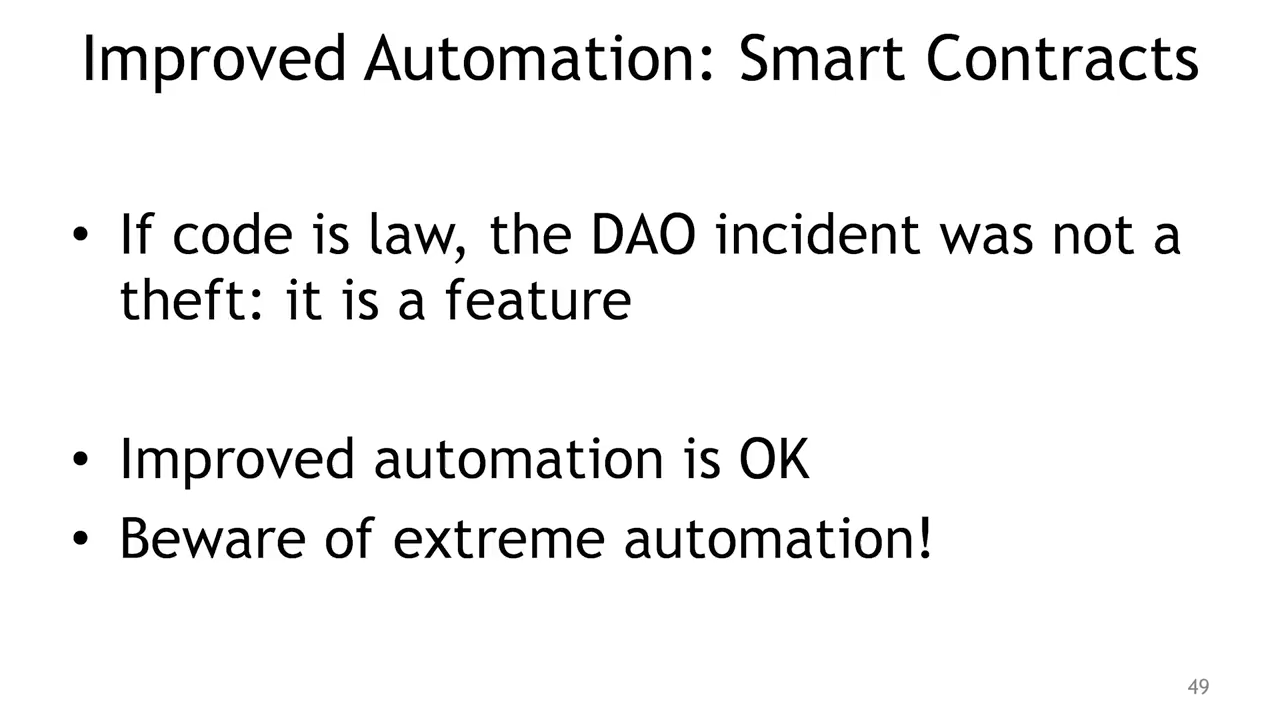 Improved Automation: Smart Contracts
• If code is law, the DAO incident was not a
theft: it is a feature
• Improved automation is OK
• Beware of extreme automation!
49